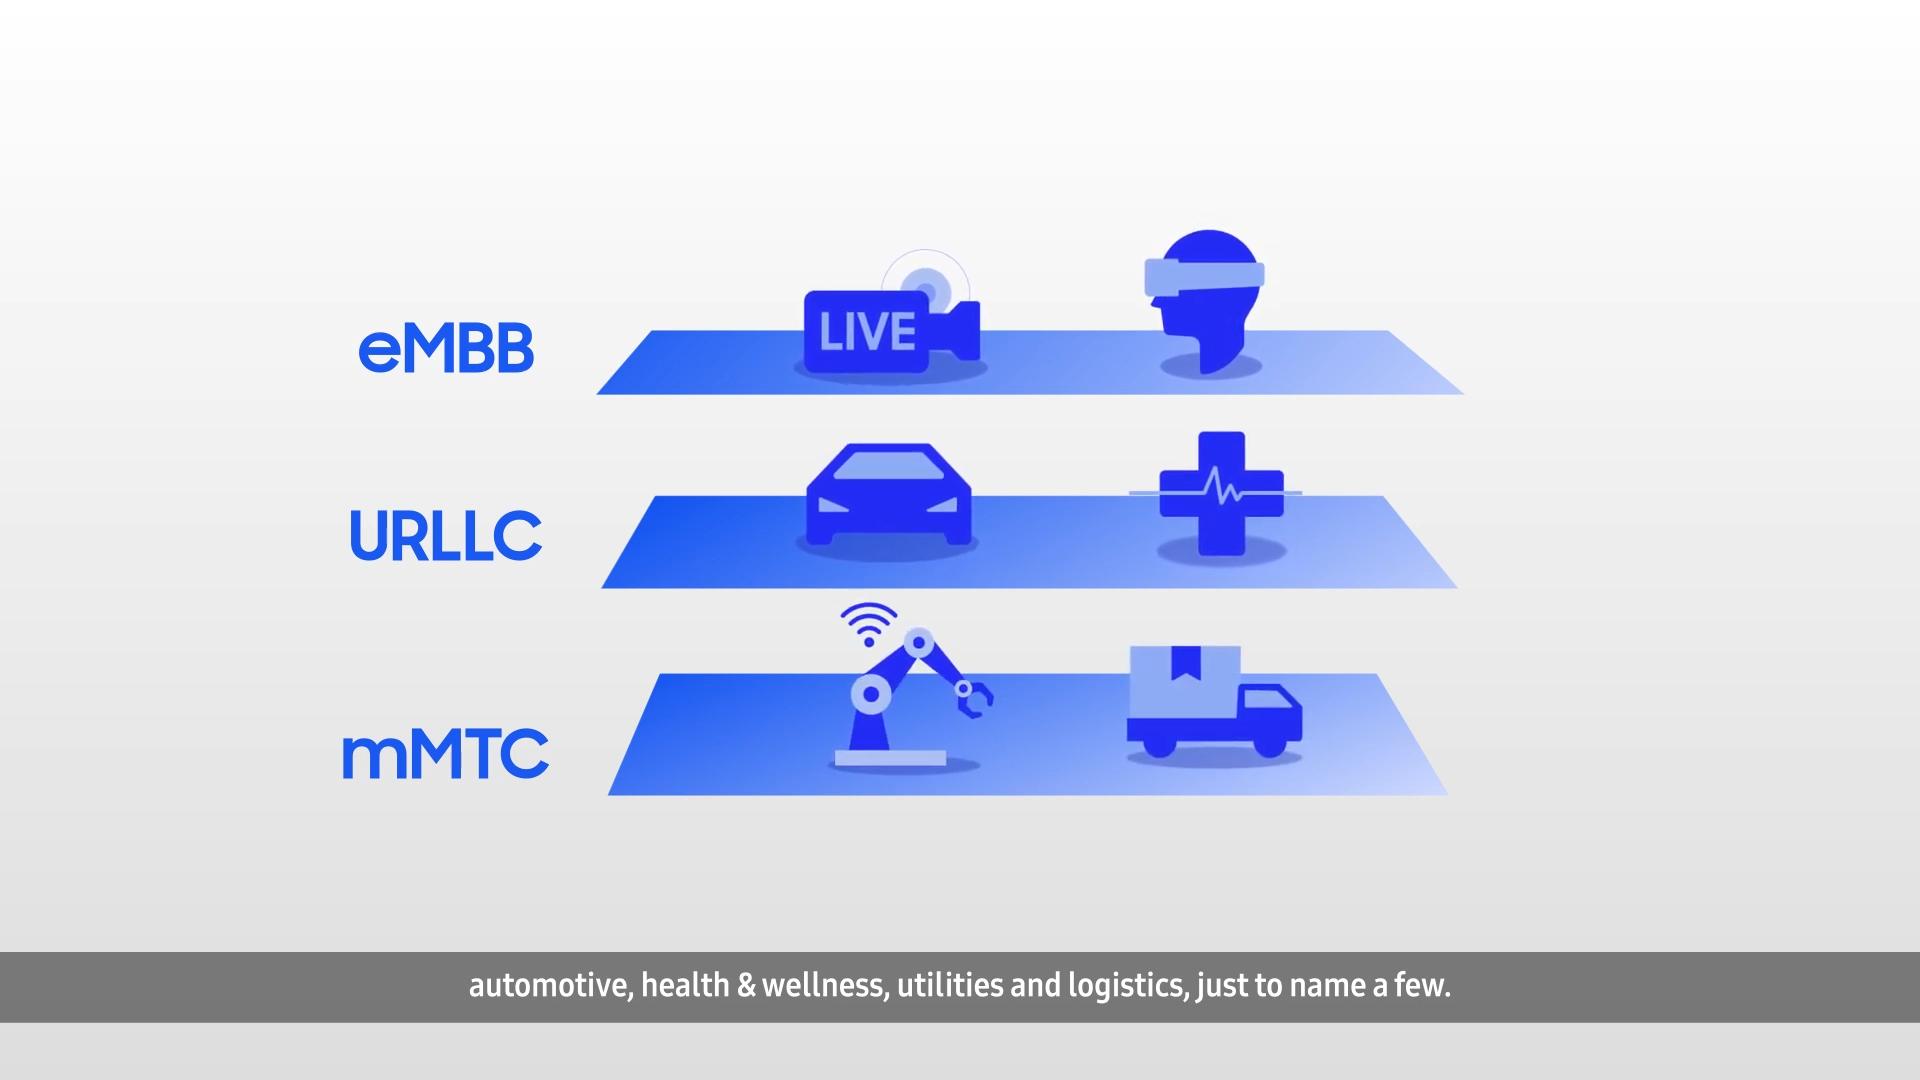 LIVE
eMBB
URLLC
mMTC
automotive, health & wellness, utilities and logistics, just to name a few.